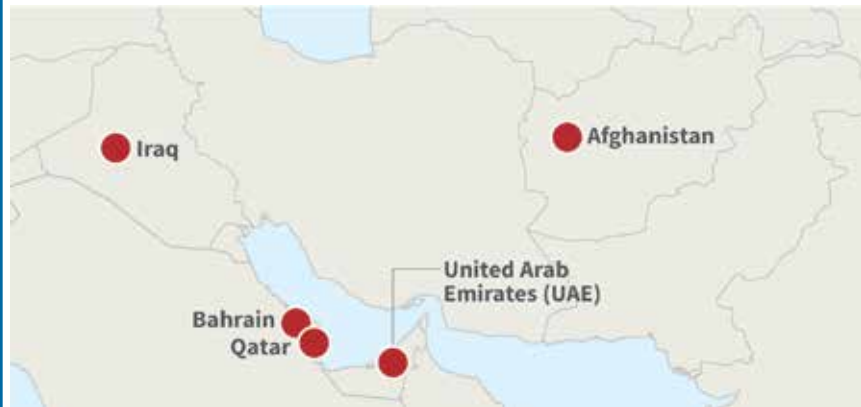 Afghanistan
Iraq
United Arab
Emirates (UAE)
Bahrain
Qatar